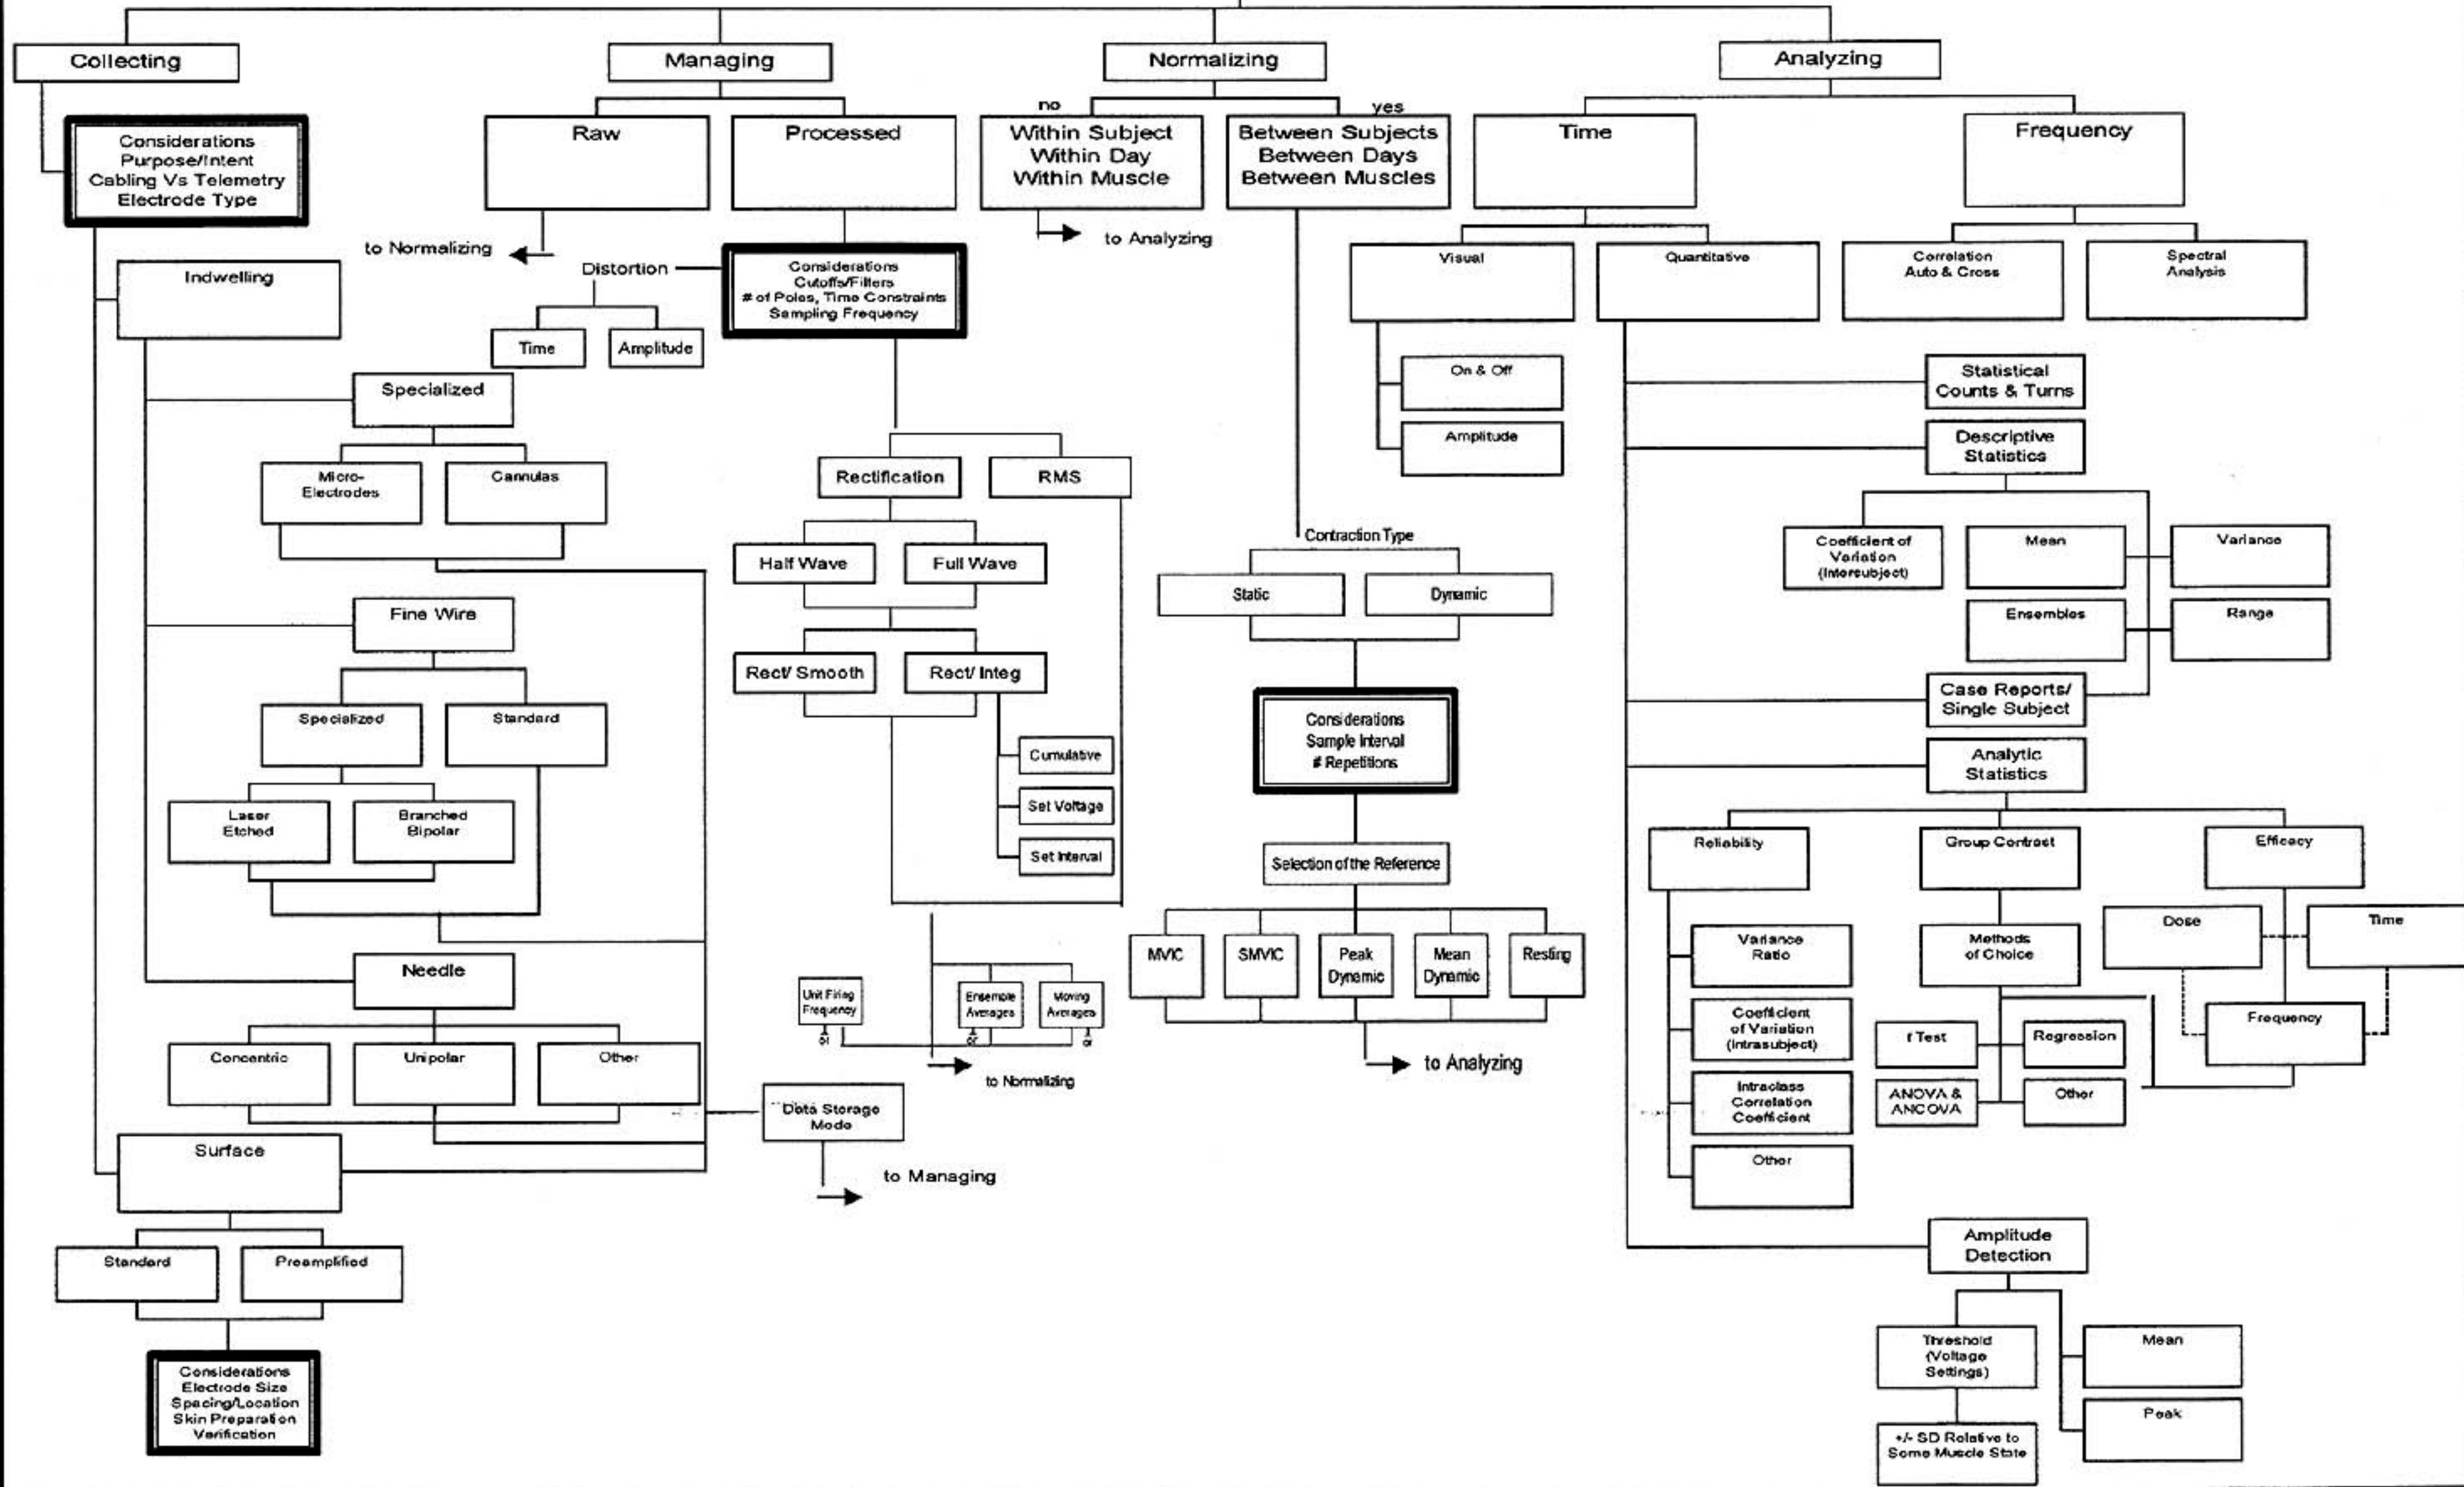 Collecting
Considerations
Purpose/Intent
Cabling Vs Telemetry
Electrode Type
Indwelling
Specialized
Micro-
Electrodes
Cannulas
Fine Wire
Specialized
Standard
Laser
Etched
Branched
Bipolar
Needle
Concentric
Unipolar
Other
Surface
Standard
Preamplified
Considerations
Electrode Size
Spacing/Location
Skin Preparation
Verification
Data Storage
Mode
to Managing
Managing
Raw
to Normalizing
Processed
Distortion
Time
Amplitude
Considerations
Cutoffs/Filters
# of Poles, Time Constraints
Sampling Frequency
Rectification
RMS
Half Wave
Full Wave
Rect/ Smooth
Rect/ Integ
Cumulative
Set Voltage
Set Interval
Unit Firing
Frequency
or
Ensemble
Averages
or
Moving
Averages
or
to Normalizing
Normalizing
no
Within Subject
Within Day
Within Muscle
to Analyzing
yes
Between Subjects
Between Days
Between Muscles
Contraction Type
Static
Dynamic
Considerations
Sample Interval
# Repetitions
Selection of the Reference
MVIC
SMVIC
Peak
Dynamic
Mean
Dynamic
Resting
to Analyzing
Analyzing
Time
Frequency
Visual
Quantitative
Correlation
Auto & Cross
Spectral
Analysis
On & Off
Amplitude
Statistical
Counts & Turns
Descriptive
Statistics
Coefficient of
Variation
(Intersubject)
Mean
Variance
Ensembles
Range
Case Reports/
Single Subject
Analytic
Statistics
Reliability
Group Contrast
Efficacy
Variance
Ratio
Coefficient
of Variation
(Intrasubject)
Intraclass
Correlation
Coefficient
Other
Methods
of Choice
t Test
Regression
ANOVA &
ANCOVA
Other
Dose
Time
Frequency
Amplitude
Detection
Threshold
(Voltage
Settings)
Mean
Peak
+/- SD Relative to
Some Muscle State